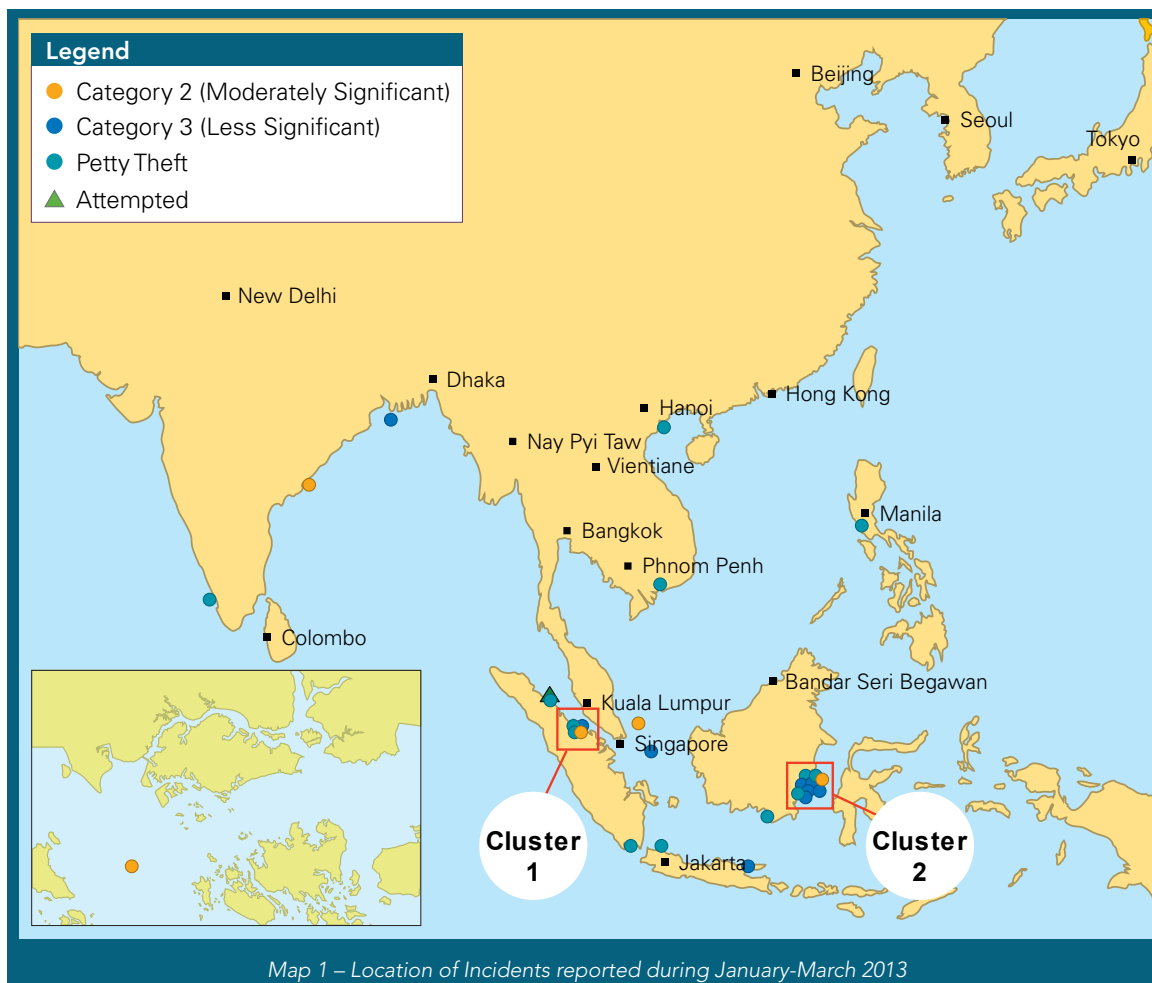 Legend
Category 2 (Moderately Significant)
Category 3 (Less Significant)
Petty Theft
Attempted
Beijing
Seoul
Tokyo
New Delhi
Dhaka
Hong Kong
Hanoi
Nay Pyi Taw
Vientiane
Manila
Bangkok
Phnom Penh
Colombo
Bandar Seri Begawan
Kuala Lumpur
Singapore
Cluster
1
Cluster
2
Jakarta
Map 1 – Location of Incidents reported during January-March 2013